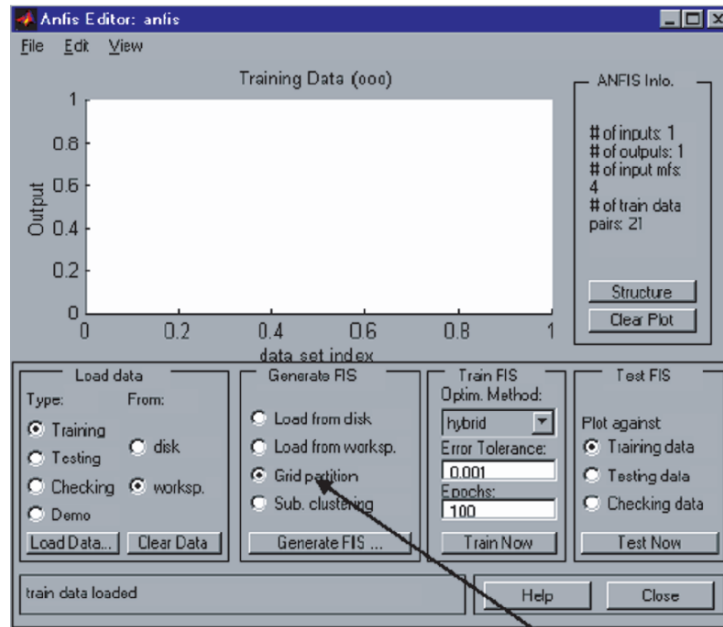 Anfis Editor: anfis
File Edit View
Training Data (ooo)
ANFIS Info.
1
0.8
0.6
0.4
0.2
0
Output
0 0.2 0.4 0.6 0.8 1
data set index
# of inputs: 1
# of outputs: 1
# of input mfs:
4
# of train data
pairs: 21
Structure
Clear Plot
Load data
Type: From:
Training
Testing
Checking
Demo
disk
worksp.
Load Data... Clear Data
Generate FIS
Load from disk
Load from worksp.
Grid partition
Sub. clustering
Generate FIS ...
Train FIS
Optim. Method:
hybrid
Error Tolerance:
0.001
Epochs:
100
Train Now
Test FIS
Plot against:
Training data
Testing data
Checking data
Test Now
train data loaded
Help Close